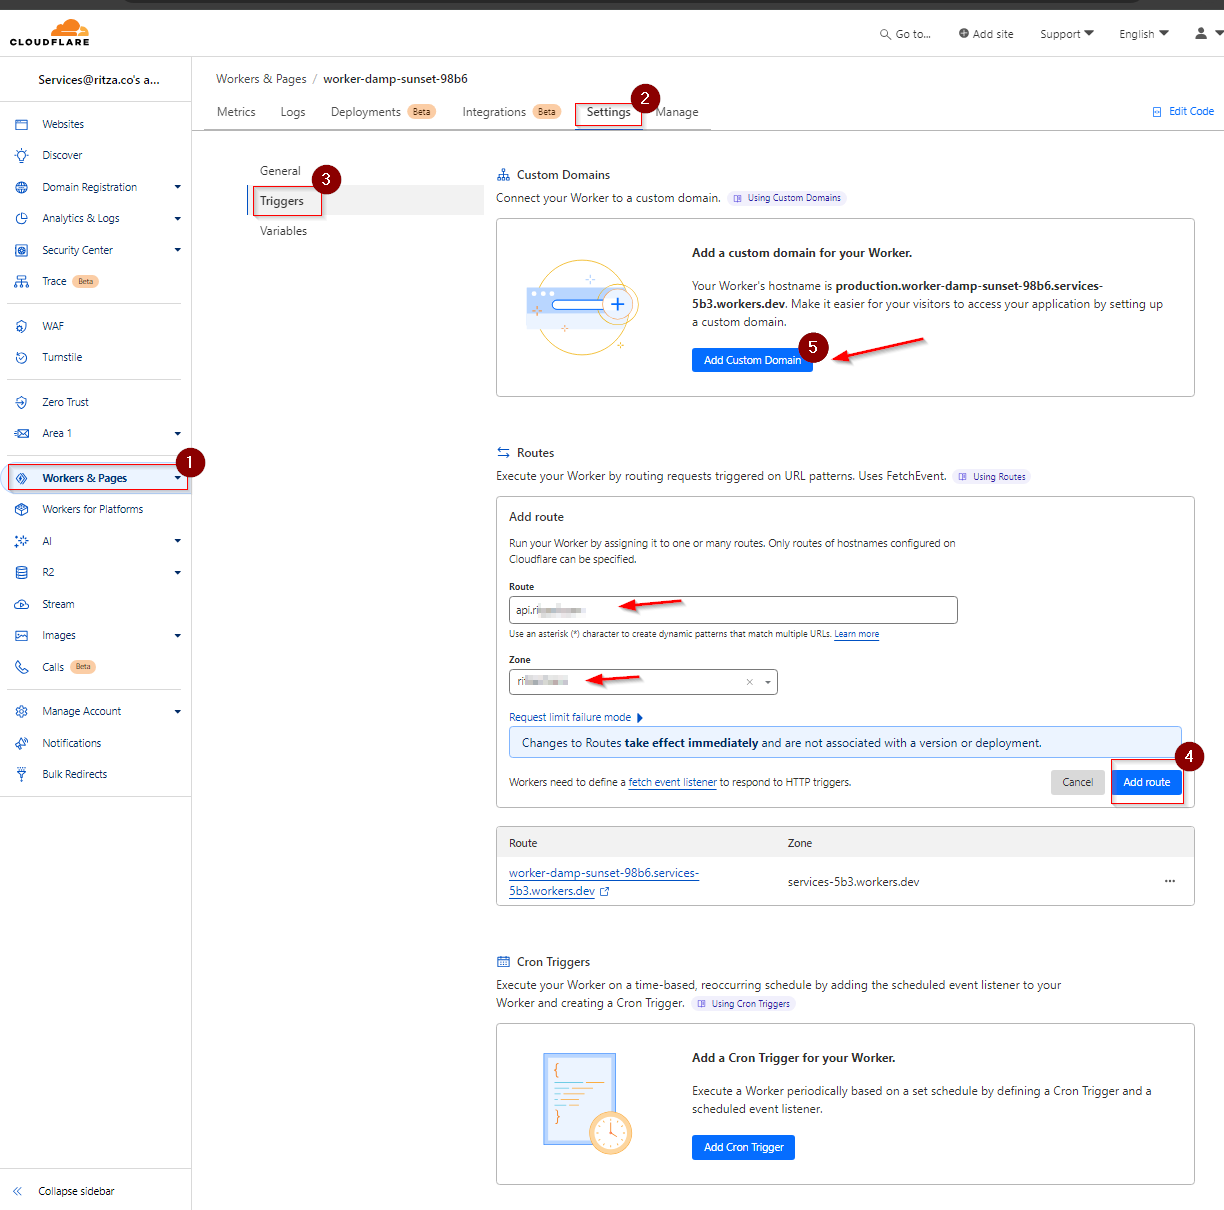 CLOUDFLARE
Go to...
Add site
Support
English
Services@ritza.co's a...
Websites
Discover
Domain Registration
Analytics & Logs
Security Center
Trace Beta
WAF
Turnstile
Zero Trust
Area 1
1
Workers & Pages
Workers for Platforms
AI
R2
Stream
Images
Calls Beta
Manage Account
Notifications
Bulk Redirects
Collapse sidebar
Workers & Pages / worker-damp-sunset-98b6
Metrics
Logs
Deployments Beta
Integrations Beta
Settings
2
Manage
Edit Code
General
3
Triggers
Variables
Custom Domains
Connect your Worker to a custom domain. Using Custom Domains
Add a custom domain for your Worker.
Your Worker's hostname is production.worker-damp-sunset-98b6.services-
5b3.workers.dev. Make it easier for your visitors to access your application by setting up
a custom domain.
Add Custom Domain
5
Routes
Execute your Worker by routing requests triggered on URL patterns. Uses FetchEvent. Using Routes
Add route
Run your Worker by assigning it to one or many routes. Only routes of hostnames configured on
Cloudflare can be specified.
Route
api.ri
Use an asterisk (*) character to create dynamic patterns that match multiple URLs. Learn more
Zone
rit
Request limit failure mode
Changes to Routes take effect immediately and are not associated with a version or deployment.
4
Workers need to define a fetch event listener to respond to HTTP triggers.
Cancel
Add route
Route Zone
worker-damp-sunset-98b6.services-
5b3.workers.dev
services-5b3.workers.dev
...
Cron Triggers
Execute your Worker on a time-based, reoccurring schedule by adding the scheduled event listener to your
Worker and creating a Cron Trigger. Using Cron Triggers
Add a Cron Trigger for your Worker.
Execute a Worker periodically based on a set schedule by defining a Cron Trigger and a
scheduled event listener.
Add Cron Trigger